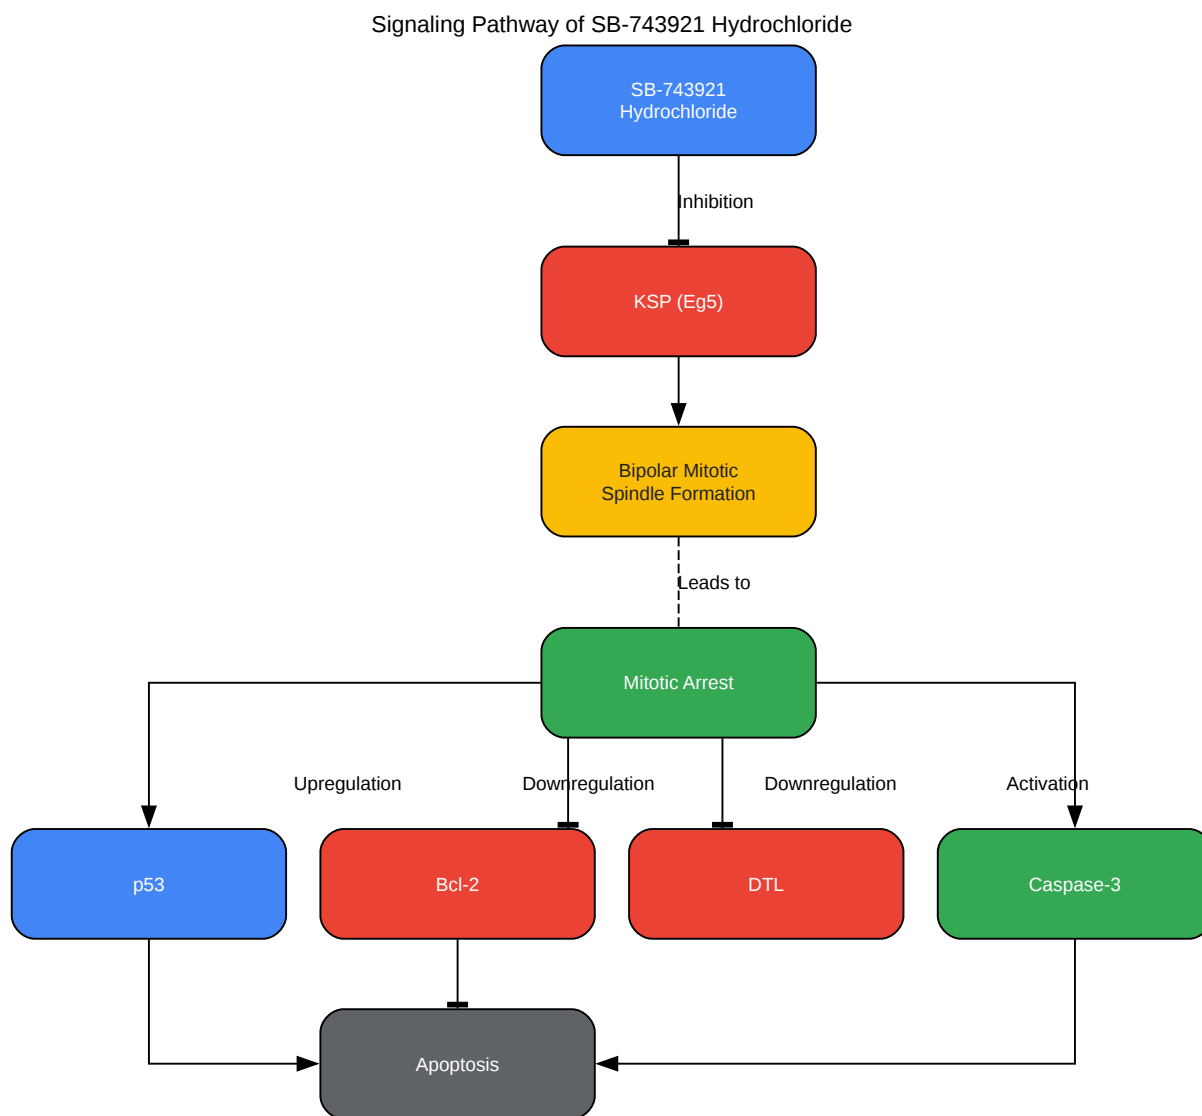 Signaling Pathway of SB-743921 Hydrochloride
SB-743921
Hydrochloride
Inhibition
KSP (Eg5)
Bipolar Mitotic
Spindle Formation
Leads to
Mitotic Arrest
Upregulation
Downregulation
Downregulation
Activation
p53
Bcl-2
DTL
Caspase-3
Apoptosis